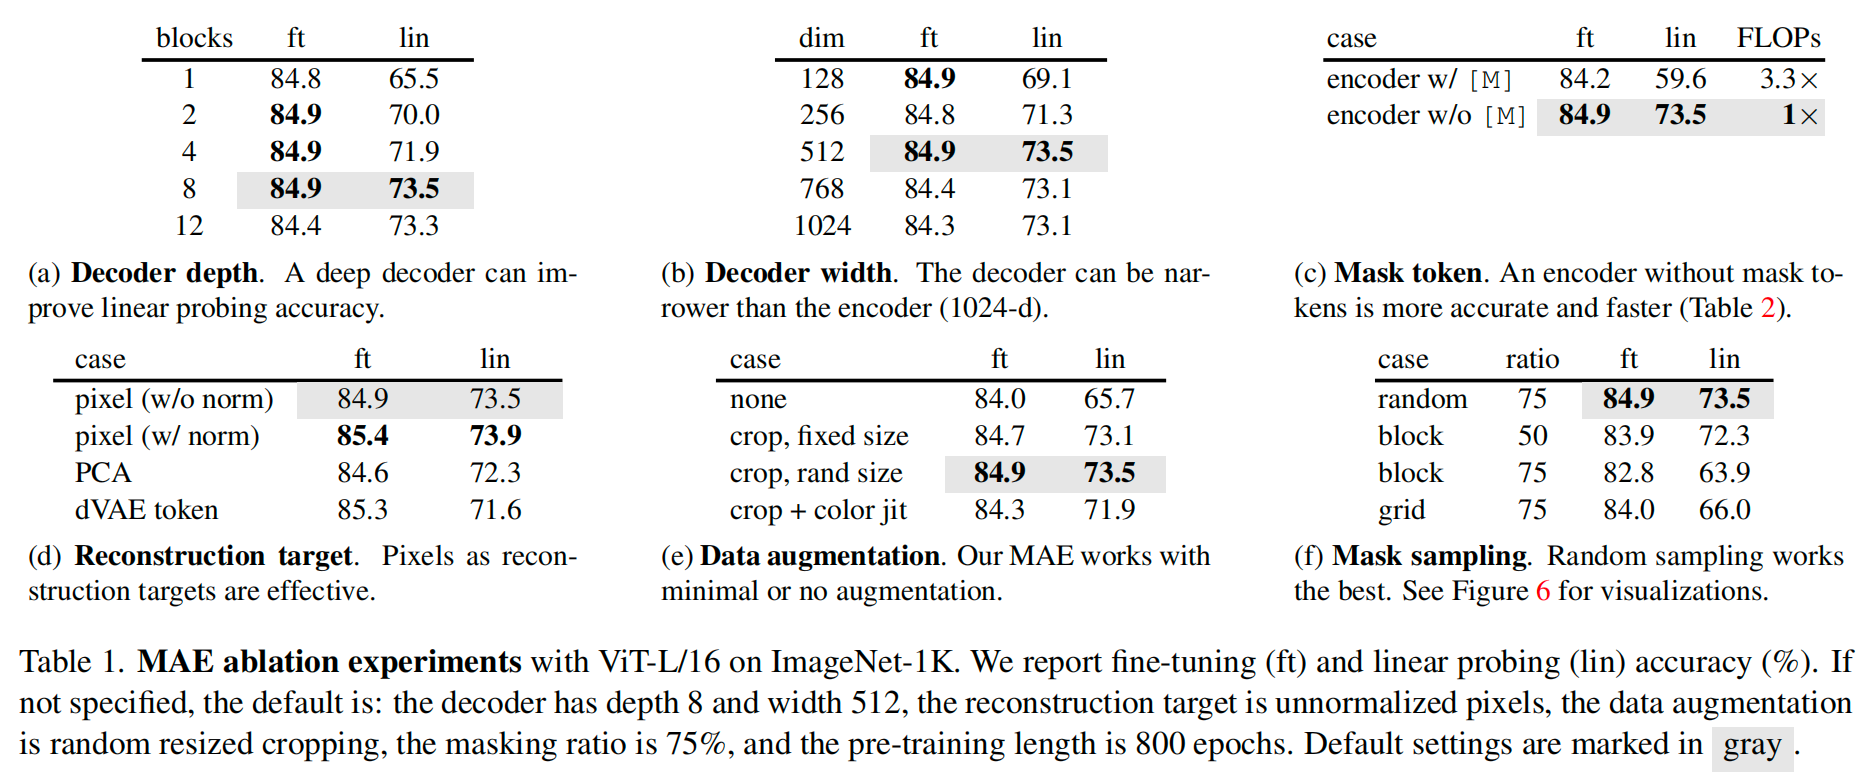 blocks ft lin
1 84.8 65.5
2 84.9 70.0
4 84.9 71.9
8 84.9 73.5
12 84.4 73.3
(a) Decoder depth. A deep decoder can im-
prove linear probing accuracy.
dim ft lin
128 84.9 69.1
256 84.8 71.3
512 84.9 73.5
768 84.4 73.1
1024 84.3 73.1
(b) Decoder width. The decoder can be nar-
rower than the encoder (1024-d).
case ft lin FLOPs
encoder w/ [M] 84.2 59.6 3.3×
encoder w/o [M] 84.9 73.5 1×
(c) Mask token. An encoder without mask to-
kens is more accurate and faster (Table 2).
case ft lin
pixel (w/o norm) 84.9 73.5
pixel (w/ norm) 85.4 73.9
PCA 84.6 72.3
dVAE token 85.3 71.6
(d) Reconstruction target. Pixels as recon-
struction targets are effective.
case ft lin
none 84.0 65.7
crop, fixed size 84.7 73.1
crop, rand size 84.9 73.5
crop + color jit 84.3 71.9
(e) Data augmentation. Our MAE works with
minimal or no augmentation.
case ratio ft lin
random 75 84.9 73.5
block 50 83.9 72.3
block 75 82.8 63.9
grid 75 84.0 66.0
(f) Mask sampling. Random sampling works
the best. See Figure 6 for visualizations.
Table 1. MAE ablation experiments with ViT-L/16 on ImageNet-1K. We report fine-tuning (ft) and linear probing (lin) accuracy (%). If
not specified, the default is: the decoder has depth 8 and width 512, the reconstruction target is unnormalized pixels, the data augmentation
is random resized cropping, the masking ratio is 75%, and the pre-training length is 800 epochs. Default settings are marked in gray .